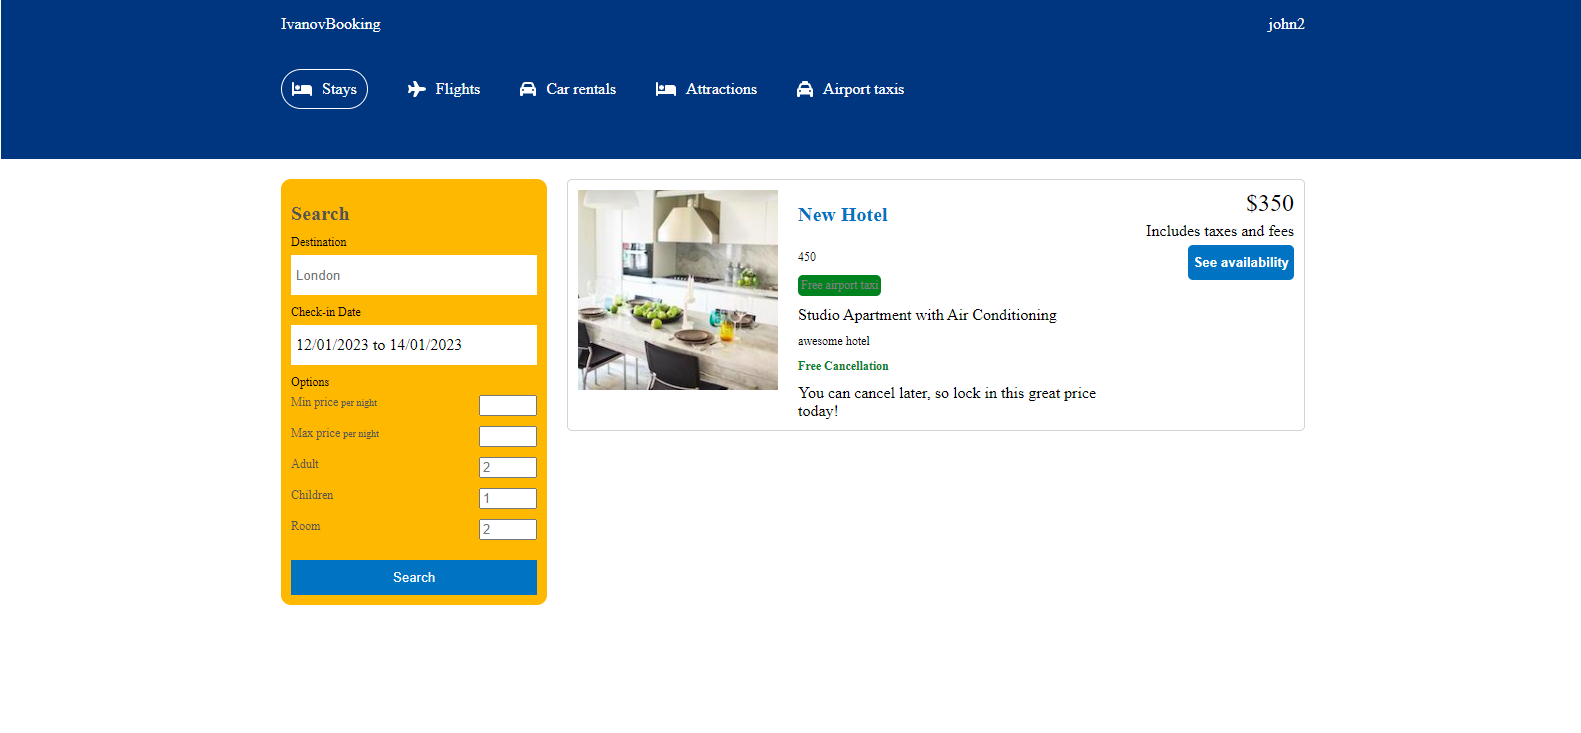 IvanovBooking
john2
Stays
Flights
Car rentals
Attractions
Airport taxis
Search
Destination
London
Check-in Date
12/01/2023 to 14/01/2023
Options
Min price per night
Max price per night
Adult
2
Children
1
Room
2
Search
New Hotel
450
Free airport taxi
Studio Apartment with Air Conditioning
awesome hotel
Free Cancellation
You can cancel later, so lock in this great price
today!
$350
Includes taxes and fees
See availability